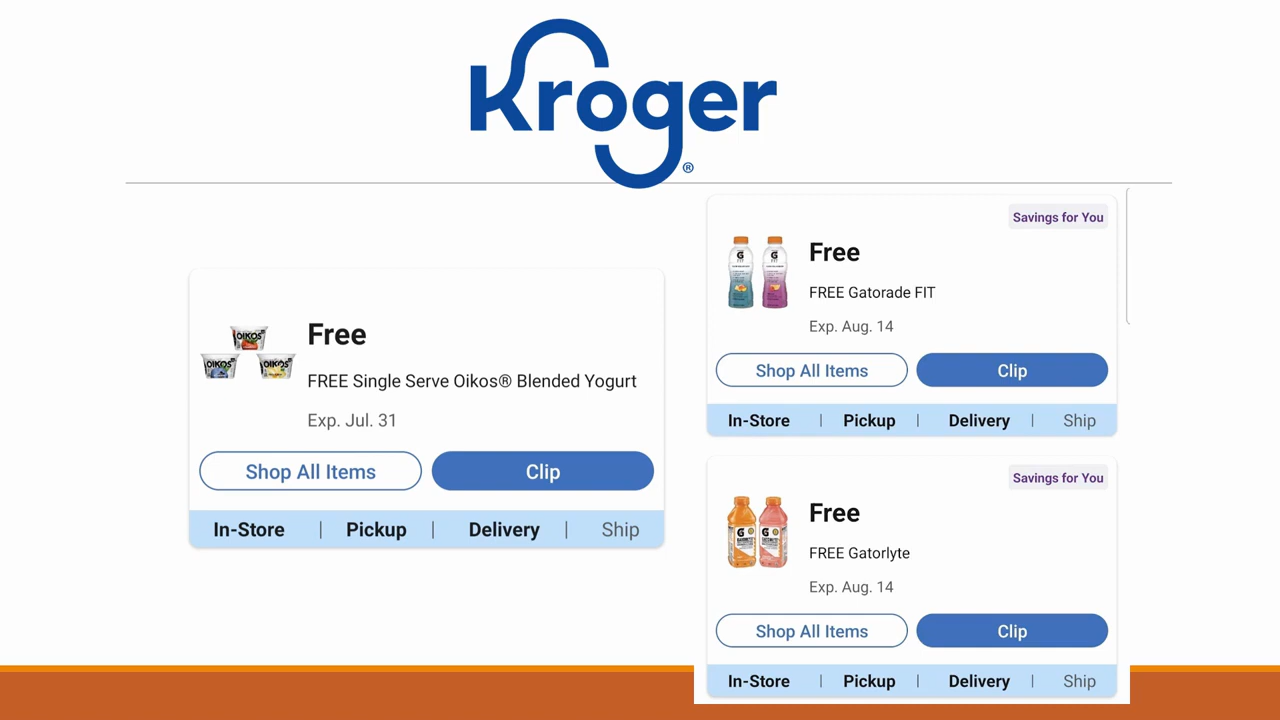 Kroger®
Free
FREE Single Serve Oikos® Blended Yogurt
Exp. Jul. 31
Shop All Items
Clip
In-Store | Pickup | Delivery | Ship
OIKOS
OIKOS
OIKOS
Savings for You
Free
FREE Gatorade FIT
Exp. Aug. 14
Shop All Items
Clip
In-Store | Pickup | Delivery | Ship
G
G
Savings for You
Free
FREE Gatorlyte
Exp. Aug. 14
Shop All Items
Clip
In-Store | Pickup | Delivery | Ship
G
G